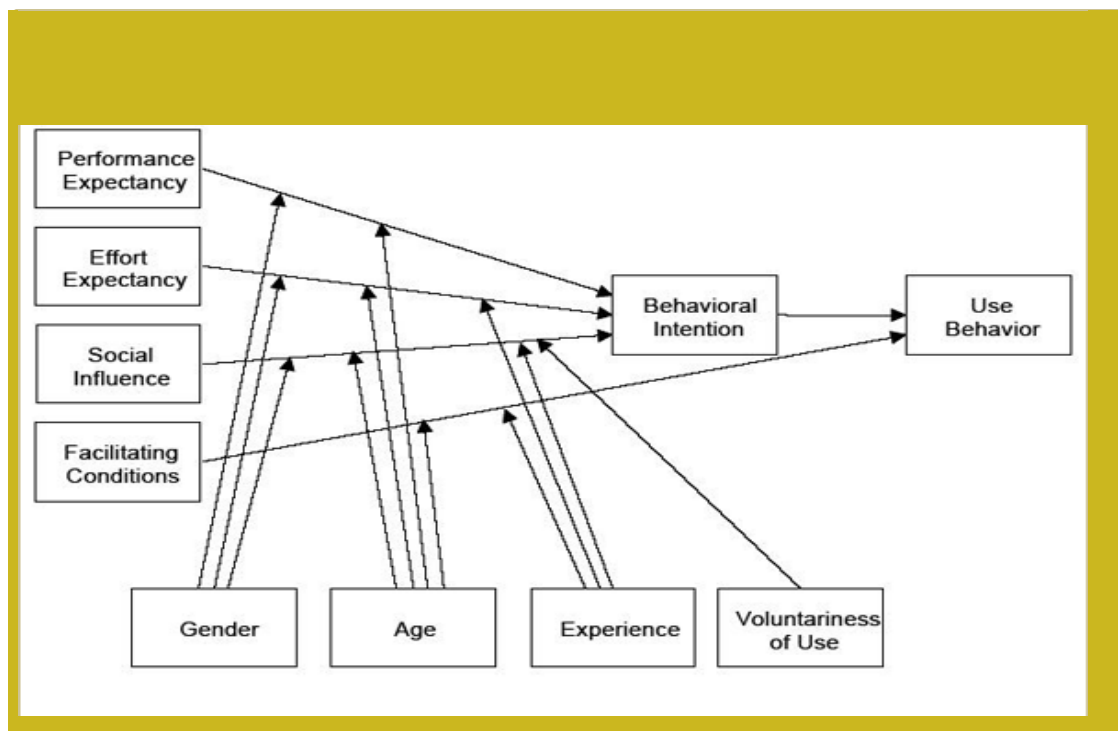 Performance
Expectancy
Effort
Expectancy
Social
Influence
Facilitating
Conditions
Behavioral
Intention
Use
Behavior
Gender
Age
Experience
Voluntariness
of Use